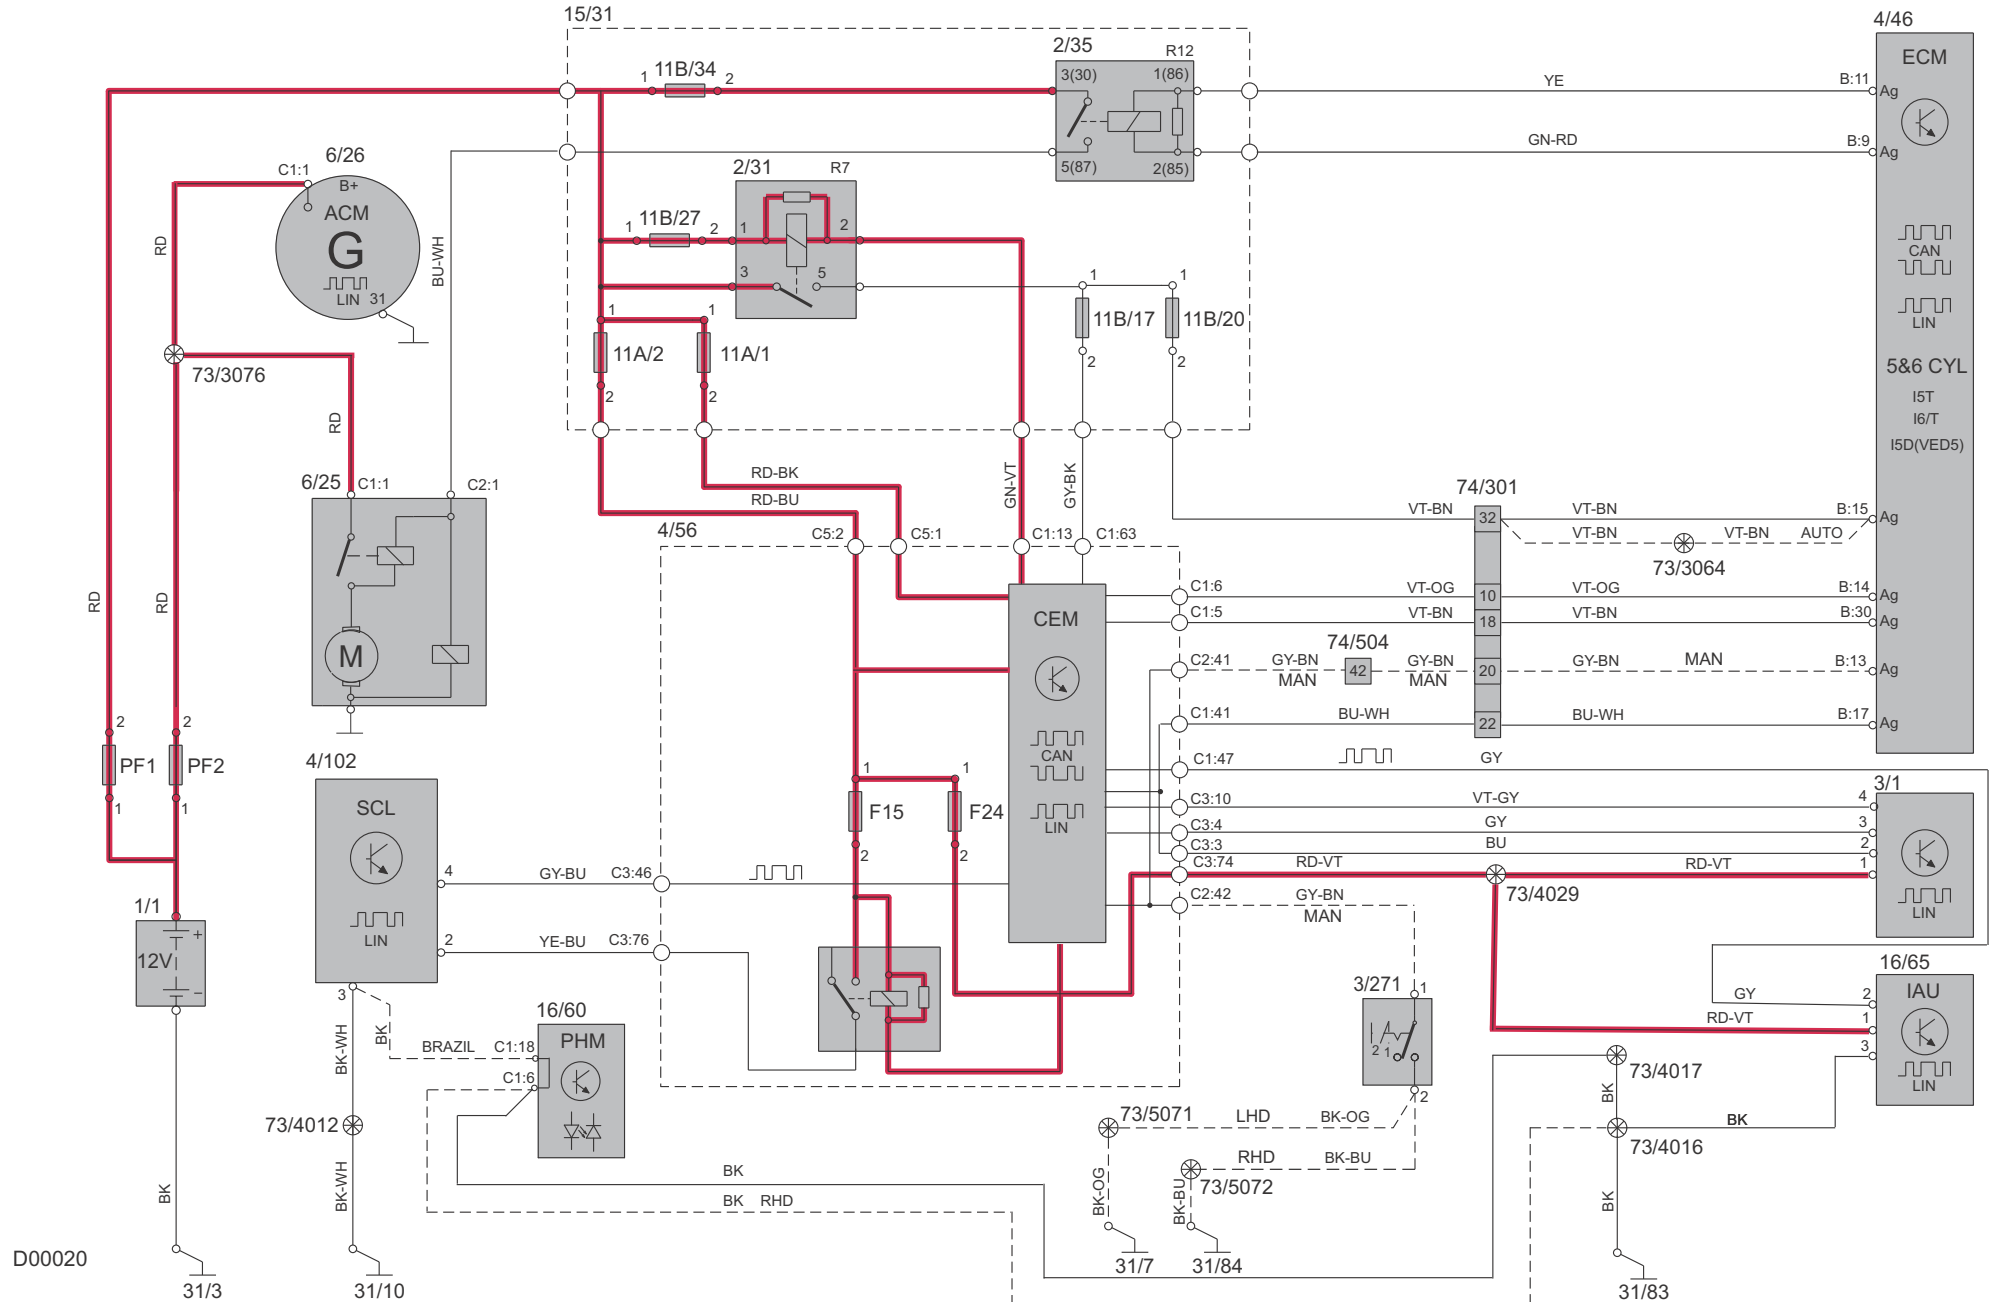 15/31
4/46
2/35
R12
ECM
11B/34
1
2
3(30)
1(86)
YE
B:11
Ag
GN-RD
B:9
Ag
5(87)
2(85)
6/26
C1:1
B+
ACM
G
LIN
31
RD
BU-WH
2/31
R7
11B/27
1
2
1
2
3
5
CAN
LIN
1
1
11B/17
11B/20
2
2
1
1
11A/2
11A/1
2
2
5&6 CYL
I5T
I6/T
I5D(VED5)
73/3076
RD
6/25
C1:1
C2:1
M
RD-BK
RD-BU
GN-VT
GY-BK
4/56
C5:2
C5:1
C1:13
C1:63
74/301
VT-BN
32
VT-BN
B:15
Ag
VT-BN
VT-BN
AUTO
73/3064
RD
RD
C1:6
VT-OG
10
VT-OG
B:14
Ag
C1:5
VT-BN
18
VT-BN
B:30
Ag
CEM
74/504
C2:41
GY-BN
MAN
42
GY-BN
MAN
20
GY-BN
MAN
B:13
Ag
C1:41
BU-WH
22
BU-WH
B:17
Ag
CAN
LIN
2
2
PF1
PF2
1
1
4/102
SCL
LIN
4
GY-BU
C3:46
2
YE-BU
C3:76
3
1
1
F15
F24
2
2
C1:47
GY
3/1
C3:10
VT-GY
4
C3:4
GY
3
C3:3
BU
2
C3:74
RD-VT
RD-VT
1
73/4029
LIN
C2:42
GY-BN
MAN
1/1
+
12V
−
16/65
IAU
GY
2
RD-VT
1
3
LIN
3/271
1
2
1
2
BK-WH
BK
BRAZIL
C1:18
C1:6
16/60
PHM
73/4012
BK-WH
73/4017
BK
BK
73/4016
BK
73/5071
LHD
BK-OG
RHD
BK-BU
73/5072
BK-OG
BK-BU
BK
BK
BK RHD
D00020
31/3
31/10
31/7
31/84
31/83